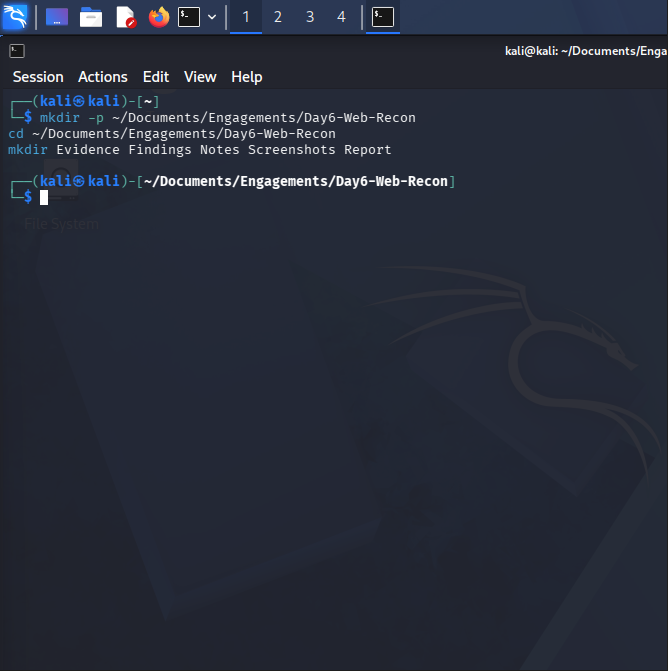 1 2 3 4
kali@kali: ~/Documents/Enga
Session Actions Edit View Help
┌──(kali㉿kali)-[~]
└─$ mkdir -p ~/Documents/Engagements/Day6-Web-Recon
cd ~/Documents/Engagements/Day6-Web-Recon
mkdir Evidence Findings Notes Screenshots Report
┌──(kali㉿kali)-[~/Documents/Engagements/Day6-Web-Recon]
└─$
File System